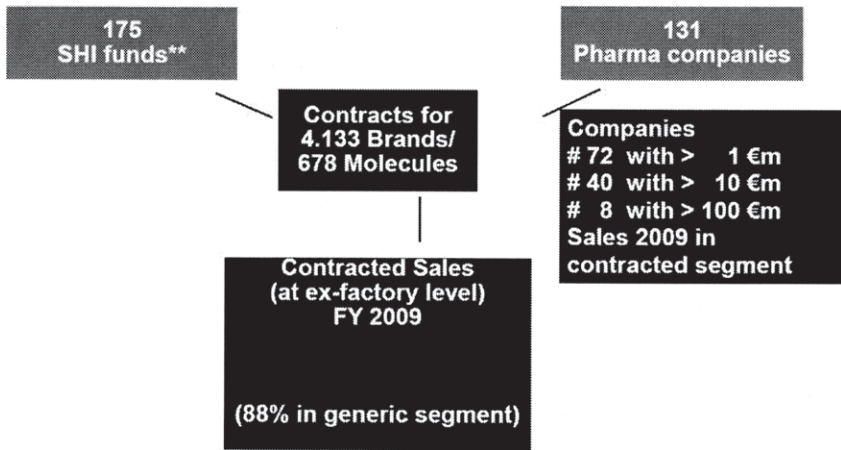 175
SHI funds**
131
Pharma companies
Contracts for
4.133 Brands/
678 Molecules
Companies
# 72 with > 1 €m
# 40 with > 10 €m
# 8 with > 100 €m
Sales 2009 in
contracted segment
Contracted Sales
(at ex-factory level)
FY 2009
(88% in generic segment)